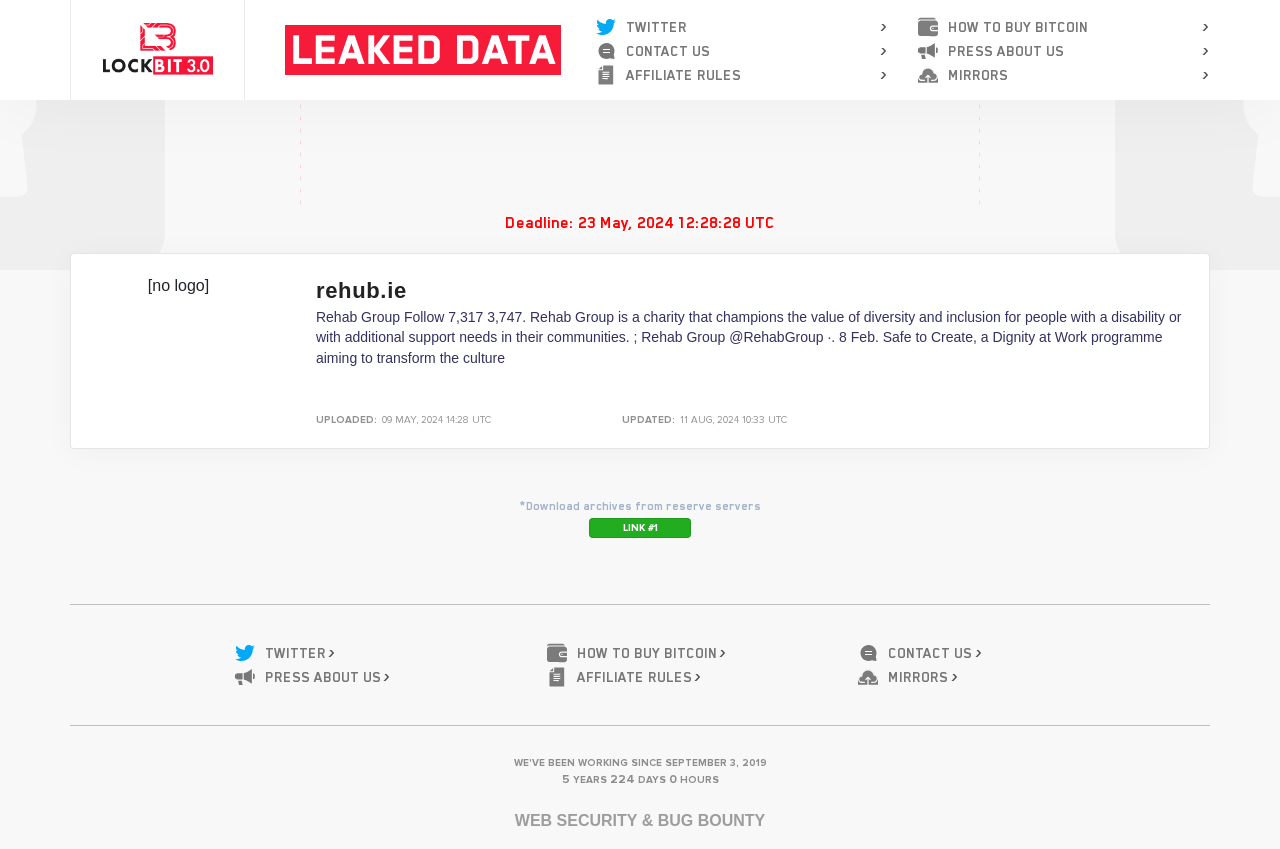 LOCKBIT 3.0
LEAKED DATA
TWITTER
CONTACT US
AFFILIATE RULES
HOW TO BUY BITCOIN
PRESS ABOUT US
MIRRORS
Deadline: 23 May, 2024 12:28:28 UTC
[no logo]
rehub.ie
Rehab Group Follow 7,317 3,747. Rehab Group is a charity that champions the value of diversity and inclusion for people with a disability or
with additional support needs in their communities. ; Rehab Group @RehabGroup ·. 8 Feb. Safe to Create, a Dignity at Work programme
aiming to transform the culture
UPLOADED: 09 MAY, 2024 14:28 UTC
UPDATED: 11 AUG, 2024 10:33 UTC
*Download archives from reserve servers
LINK #1
TWITTER
PRESS ABOUT US
HOW TO BUY BITCOIN
AFFILIATE RULES
CONTACT US
MIRRORS
WE'VE BEEN WORKING SINCE SEPTEMBER 3, 2019
5 YEARS 224 DAYS 0 HOURS
WEB SECURITY & BUG BOUNTY